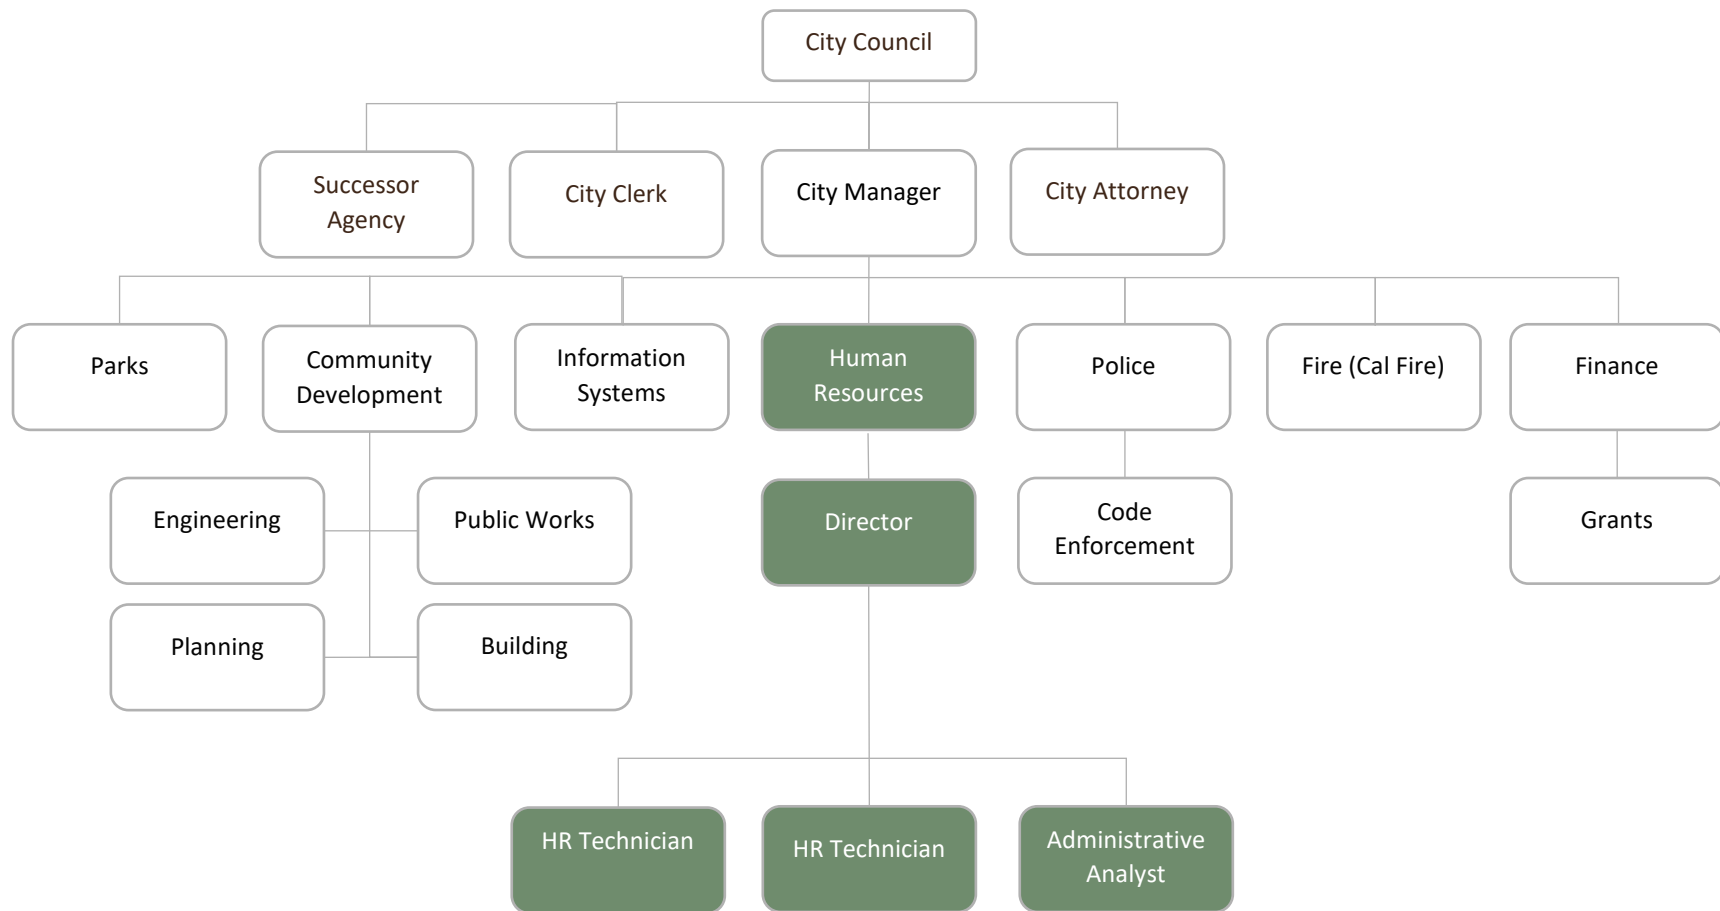 City Council
Successor
Agency
City Clerk
City Manager
City Attorney
Parks
Community
Development
Information
Systems
Human
Resources
Police
Fire (Cal Fire)
Finance
Engineering
Public Works
Director
Code
Enforcement
Grants
Planning
Building
HR Technician
HR Technician
Administrative
Analyst